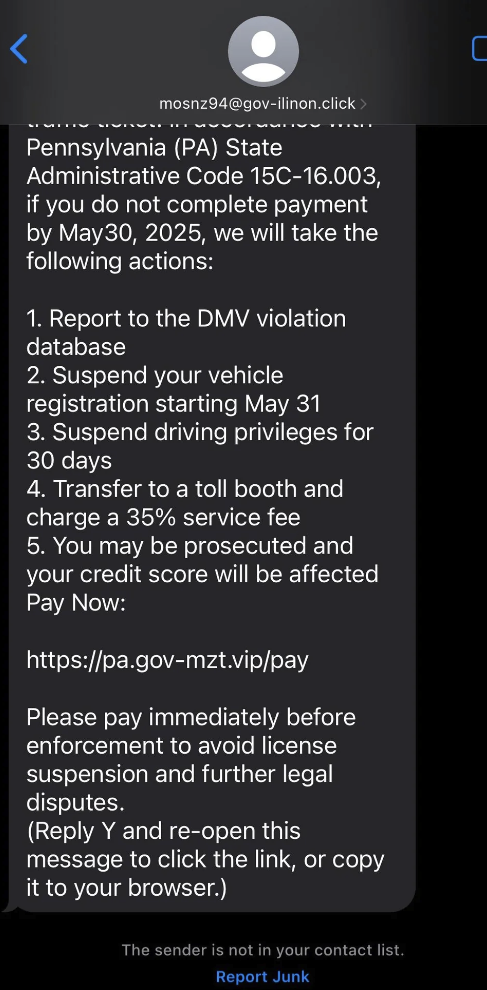 mosnz94@gov-ilinon.click
traffic ticket. In accordance with
Pennsylvania (PA) State
Administrative Code 15C-16.003,
if you do not complete payment
by May30, 2025, we will take the
following actions:
1. Report to the DMV violation
database
2. Suspend your vehicle
registration starting May 31
3. Suspend driving privileges for
30 days
4. Transfer to a toll booth and
charge a 35% service fee
5. You may be prosecuted and
your credit score will be affected
Pay Now:
https://pa.gov-mzt.vip/pay
Please pay immediately before
enforcement to avoid license
suspension and further legal
disputes.
(Reply Y and re-open this
message to click the link, or copy
it to your browser.)
The sender is not in your contact list.
Report Junk